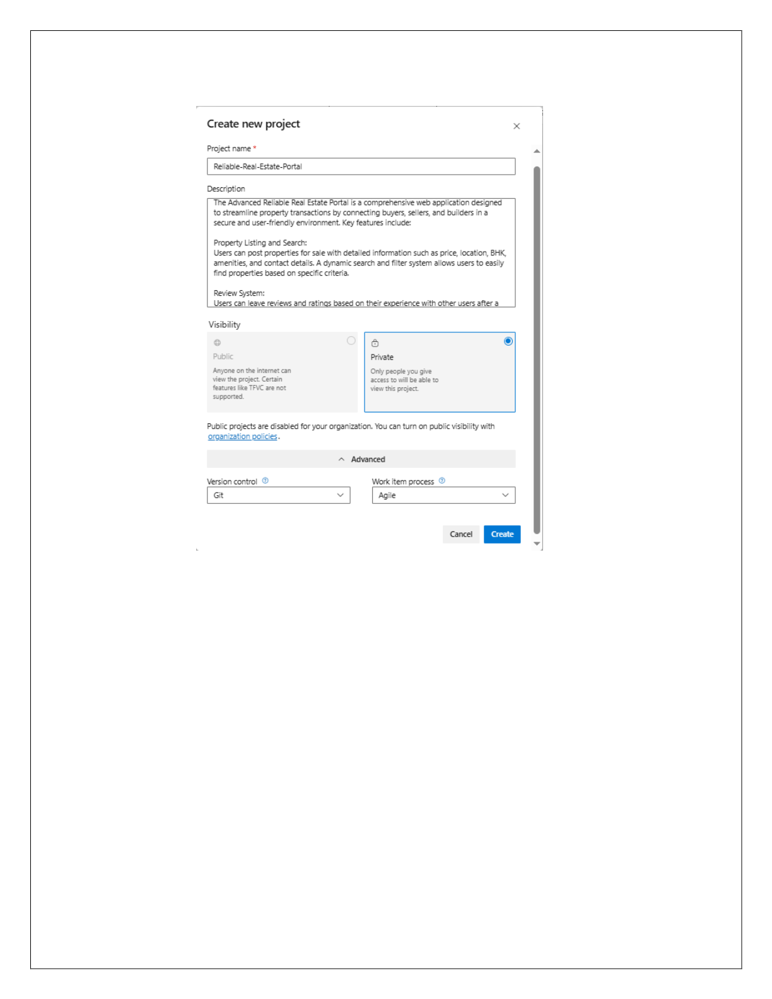 Create new project
Project name *
Reliable-Real-Estate-Portal
Description
The Advanced Reliable Real Estate Portal is a comprehensive web application designed
to streamline property transactions by connecting buyers, sellers, and builders in a
secure and user-friendly environment. Key features include:
Property Listing and Search:
Users can post properties for sale with detailed information such as price, location, BHK,
amenities, and contact details. A dynamic search and filter system allows users to easily
find properties based on specific criteria.
Review System:
Users can leave reviews and ratings based on their experience with other users after a
Visibility
Public
Anyone on the internet can
view the project. Certain
features like TFVC are not
supported.
Private
Only people you give
access to will be able to
view this project.
Public projects are disabled for your organization. You can turn on public visibility with
organization policies.
Advanced
Version control
Git
Work item process
Agile
Cancel Create